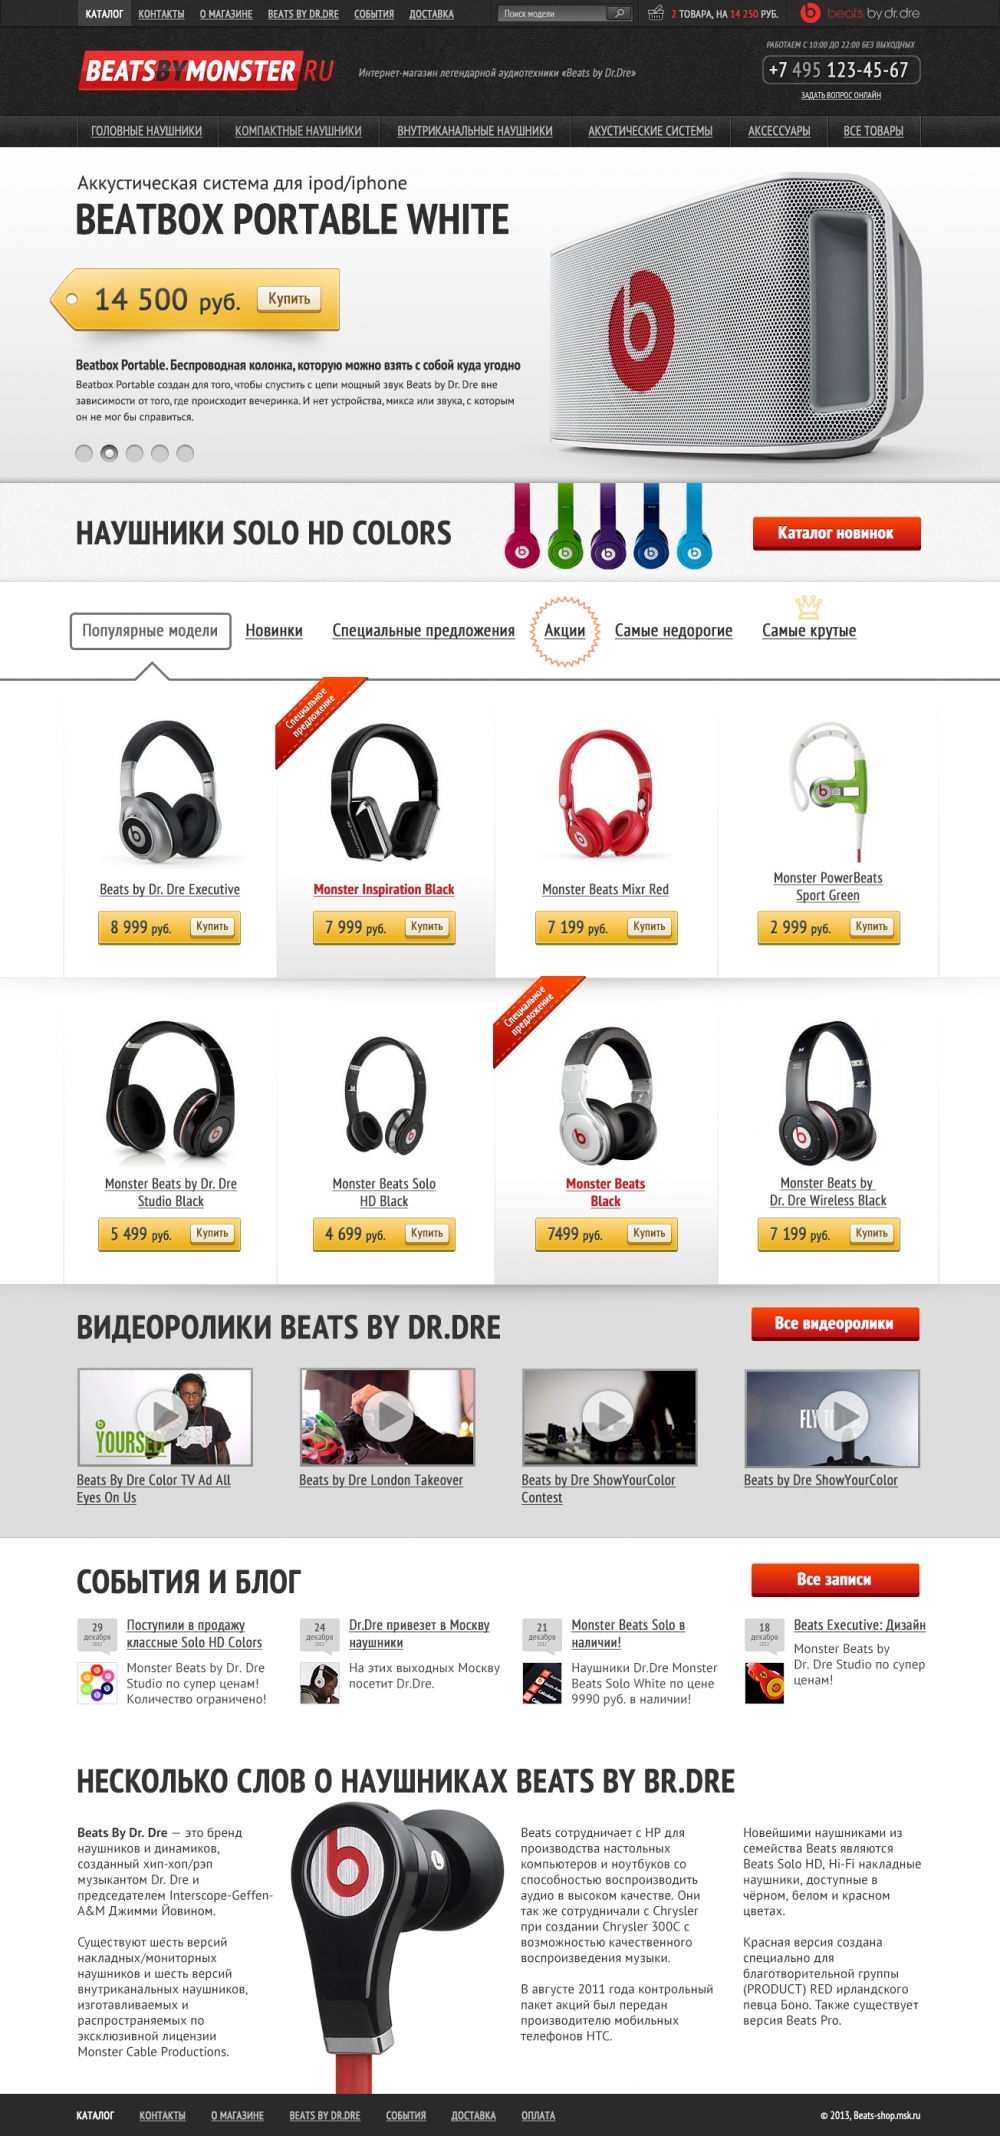 КАТАЛОГ КОНТАКТЫ О МАГАЗИНЕ BEATS BY DR.DRE СОБЫТИЯ ДОСТАВКА
Поиск модели
2 ТОВАРА, НА 14 250 РУБ.
beats by dr. dre
BEATSBYMONSTER RU
Интернет-магазин легендарной аудиотехники «Beats by Dr.Dre»
РАБОТАЕМ С 10:00 ДО 22:00 БЕЗ ВЫХОДНЫХ
+7 495 123-45-67
ЗАДАТЬ ВОПРОС ОНЛАЙН
ГОЛОВНЫЕ НАУШНИКИ КОМПАКТНЫЕ НАУШНИКИ ВНУТРИКАНАЛЬНЫЕ НАУШНИКИ АКУСТИЧЕСКИЕ СИСТЕМЫ АКСЕССУАРЫ ВСЕ ТОВАРЫ
Аккустическая система для ipod/iphone
BEATBOX PORTABLE WHITE
14 500 руб. Купить
Beatbox Portable. Беспроводная колонка, которую можно взять с собой куда угодно
Beatbox Portable создан для того, чтобы спустить с цепи мощный звук Beats by Dr. Dre вне
зависимости от того, где происходит вечеринка. И нет устройства, микса или звука, с которым
он не мог бы справиться.
НАУШНИКИ SOLO HD COLORS
Каталог новинок
Популярные модели Новинки Специальные предложения Акции Самые недорогие Самые крутые
Специальное
предложение
Beats by Dr. Dre Executive
8 999 руб. Купить
Monster Inspiration Black
7 999 руб. Купить
Monster Beats Mixr Red
7 199 руб. Купить
Monster PowerBeats
Sport Green
2 999 руб. Купить
Специальное
предложение
Monster Beats by Dr. Dre
Studio Black
5 499 руб. Купить
Monster Beats Solo
HD Black
4 699 руб. Купить
Monster Beats
Black
7499 руб. Купить
Monster Beats by
Dr. Dre Wireless Black
7 199 руб. Купить
ВИДЕОРОЛИКИ BEATS BY DR.DRE
Все видеоролики
YOURSELF
FLY TO
Beats By Dre Color TV Ad All
Eyes On Us
Beats by Dre London Takeover
Beats by Dre ShowYourColor
Contest
Beats by Dre ShowYourColor
СОБЫТИЯ И БЛОГ
Все записи
29
декабря
2012
Поступили в продажу
классные Solo HD Colors
Monster Beats by Dr. Dre
Studio по супер ценам!
Количество ограничено!
24
декабря
2012
Dr.Dre привезет в Москву
наушники
На этих выходных Москву
посетит Dr.Dre.
21
декабря
2012
Monster Beats Solo в
наличии!
Наушники Dr.Dre Monster
Beats Solo White по цене
9990 руб. в наличии!
18
декабря
2012
Beats Executive: Дизайн
Monster Beats by
Dr. Dre Studio по супер
ценам!
НЕСКОЛЬКО СЛОВ О НАУШНИКАХ BEATS BY BR.DRE
Beats By Dr. Dre — это бренд
наушников и динамиков,
созданный хип-хоп/рэп
музыкантом Dr. Dre и
председателем Interscope-Geffen-
A&M Джимми Йовином.
Существуют шесть версий
накладных/мониторных
наушников и шесть версий
внутриканальных наушников,
изготавливаемых и
распространяемых по
эксклюзивной лицензии
Monster Cable Productions.
L
Beats сотрудничает с HP для
производства настольных
компьютеров и ноутбуков со
способностью воспроизводить
аудио в высоком качестве. Они
так же сотрудничали с Chrysler
при создании Chrysler 300C с
возможностью качественного
воспроизведения музыки.
В августе 2011 года контрольный
пакет акций был передан
производителю мобильных
телефонов HTC.
Новейшими наушниками из
семейства Beats являются
Beats Solo HD, Hi-Fi накладные
наушники, доступные в
чёрном, белом и красном
цветах.
Красная версия создана
специально для
благотворительной группы
(PRODUCT) RED ирландского
певца Боно. Также существует
версия Beats Pro.
КАТАЛОГ КОНТАКТЫ О МАГАЗИНЕ BEATS BY DR.DRE СОБЫТИЯ ДОСТАВКА ОПЛАТА
© 2013, Beats-shop.msk.ru